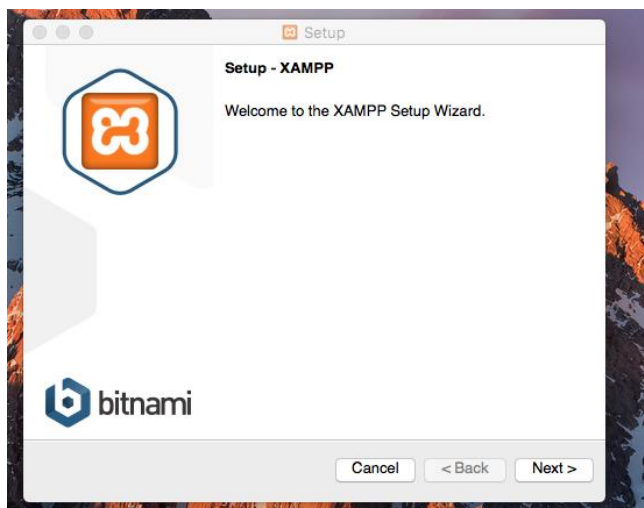 Setup
Setup - XAMPP
Welcome to the XAMPP Setup Wizard.
bitnami
Cancel
< Back
Next >